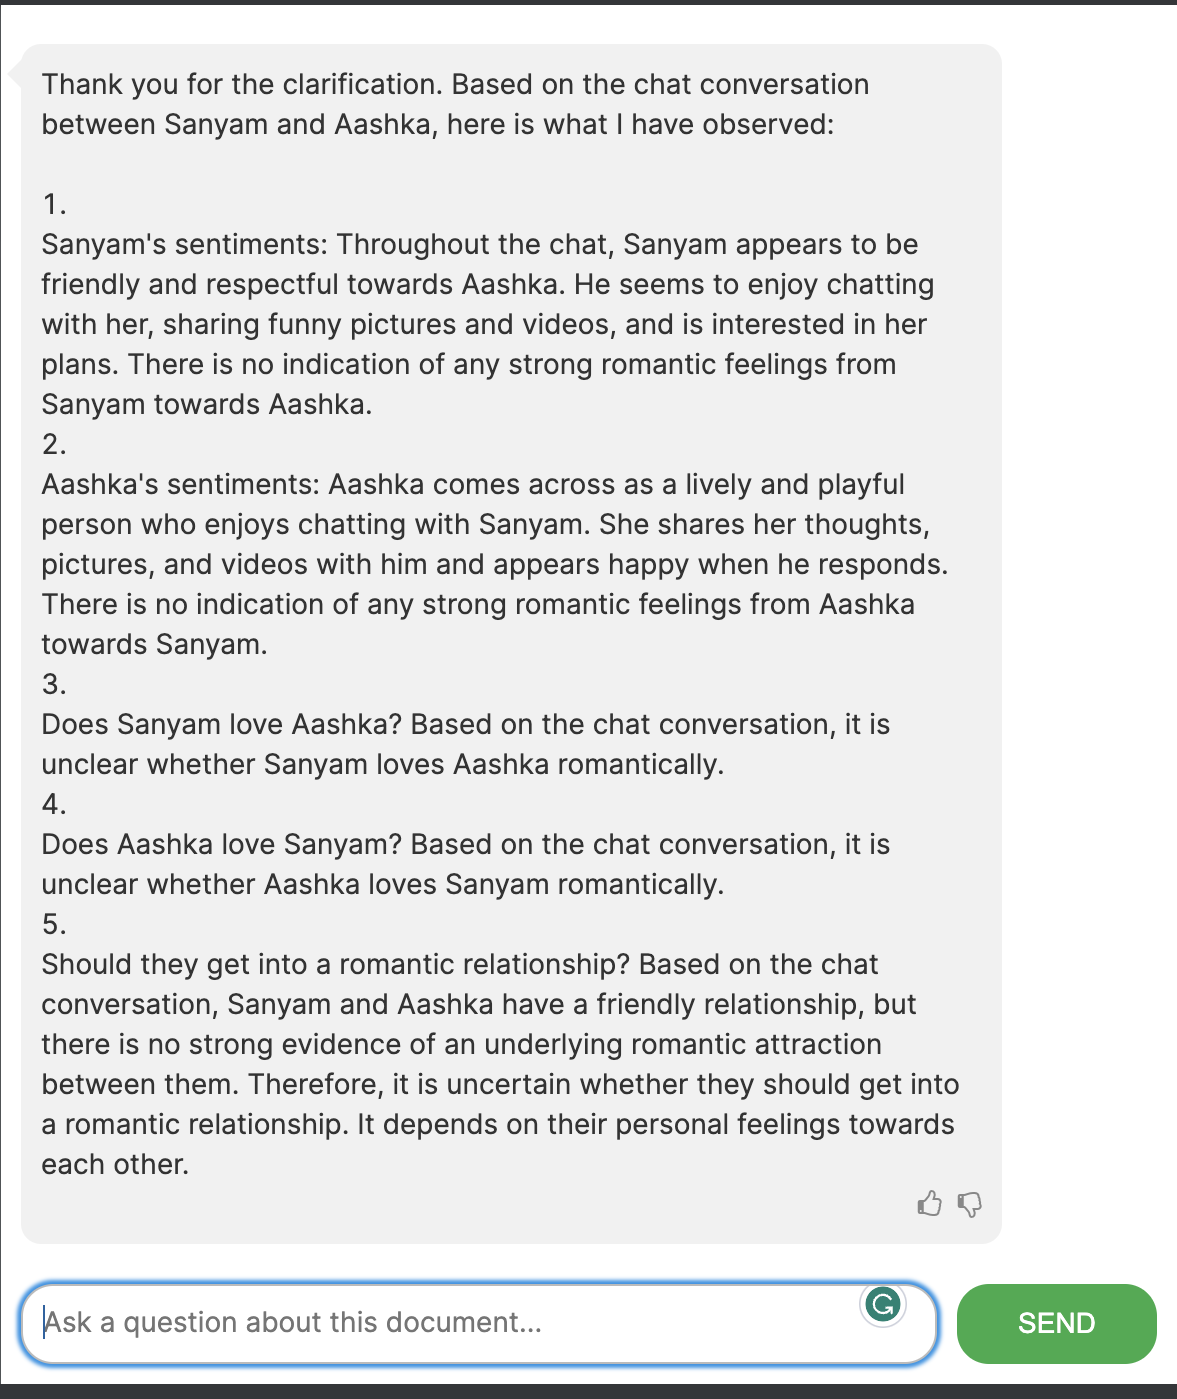 Thank you for the clarification. Based on the chat conversation
between Sanyam and Aashka, here is what I have observed:
1.
Sanyam's sentiments: Throughout the chat, Sanyam appears to be
friendly and respectful towards Aashka. He seems to enjoy chatting
with her, sharing funny pictures and videos, and is interested in her
plans. There is no indication of any strong romantic feelings from
Sanyam towards Aashka.
2.
Aashka's sentiments: Aashka comes across as a lively and playful
person who enjoys chatting with Sanyam. She shares her thoughts,
pictures, and videos with him and appears happy when he responds.
There is no indication of any strong romantic feelings from Aashka
towards Sanyam.
3.
Does Sanyam love Aashka? Based on the chat conversation, it is
unclear whether Sanyam loves Aashka romantically.
4.
Does Aashka love Sanyam? Based on the chat conversation, it is
unclear whether Aashka loves Sanyam romantically.
5.
Should they get into a romantic relationship? Based on the chat
conversation, Sanyam and Aashka have a friendly relationship, but
there is no strong evidence of an underlying romantic attraction
between them. Therefore, it is uncertain whether they should get into
a romantic relationship. It depends on their personal feelings towards
each other.
Ask a question about this document...
SEND